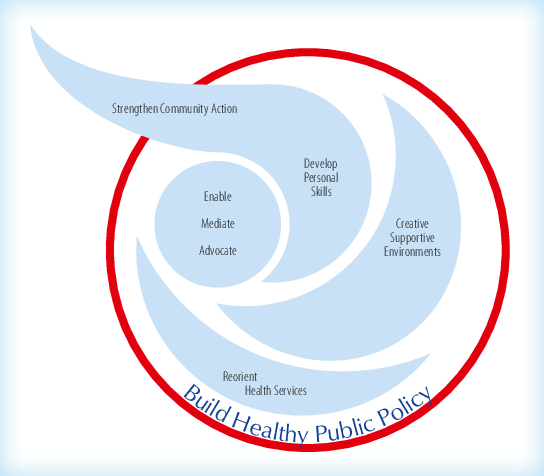 Strengthen Community Action
Develop
Personal
Skills
Enable
Mediate
Advocate
Creative
Supportive
Environments
Reorient
Health Services
Build Healthy Public Policy